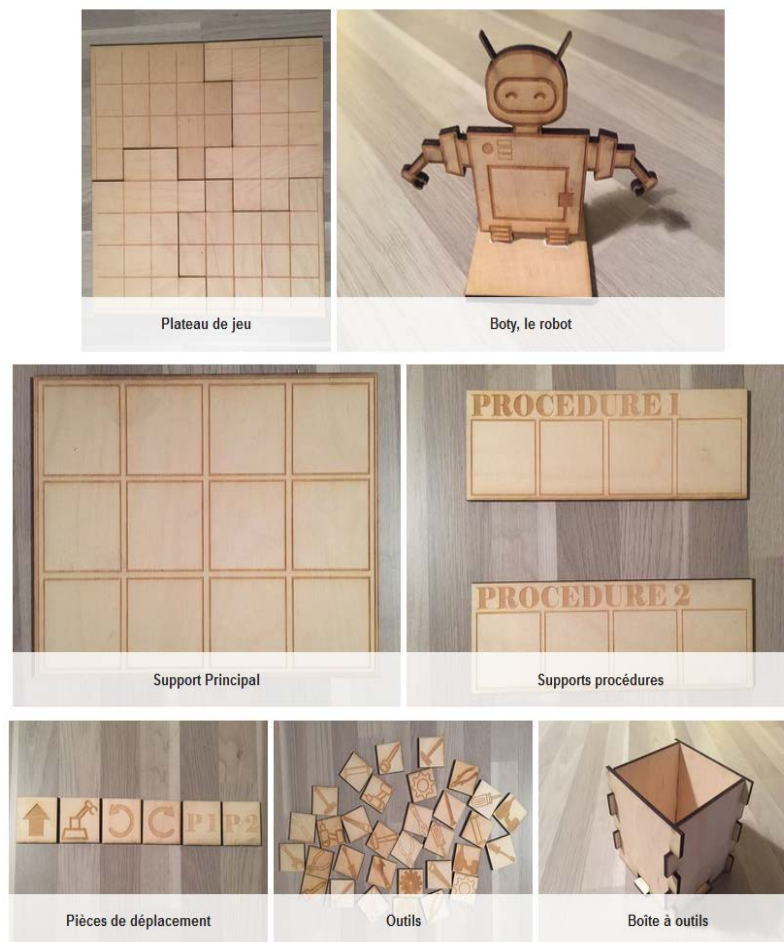 Plateau de jeu
Boty, le robot
PROCEDURE 1
PROCEDURE 2
Support Principal
Supports procédures
P1 P2
Pièces de déplacement
Outils
Boîte à outils